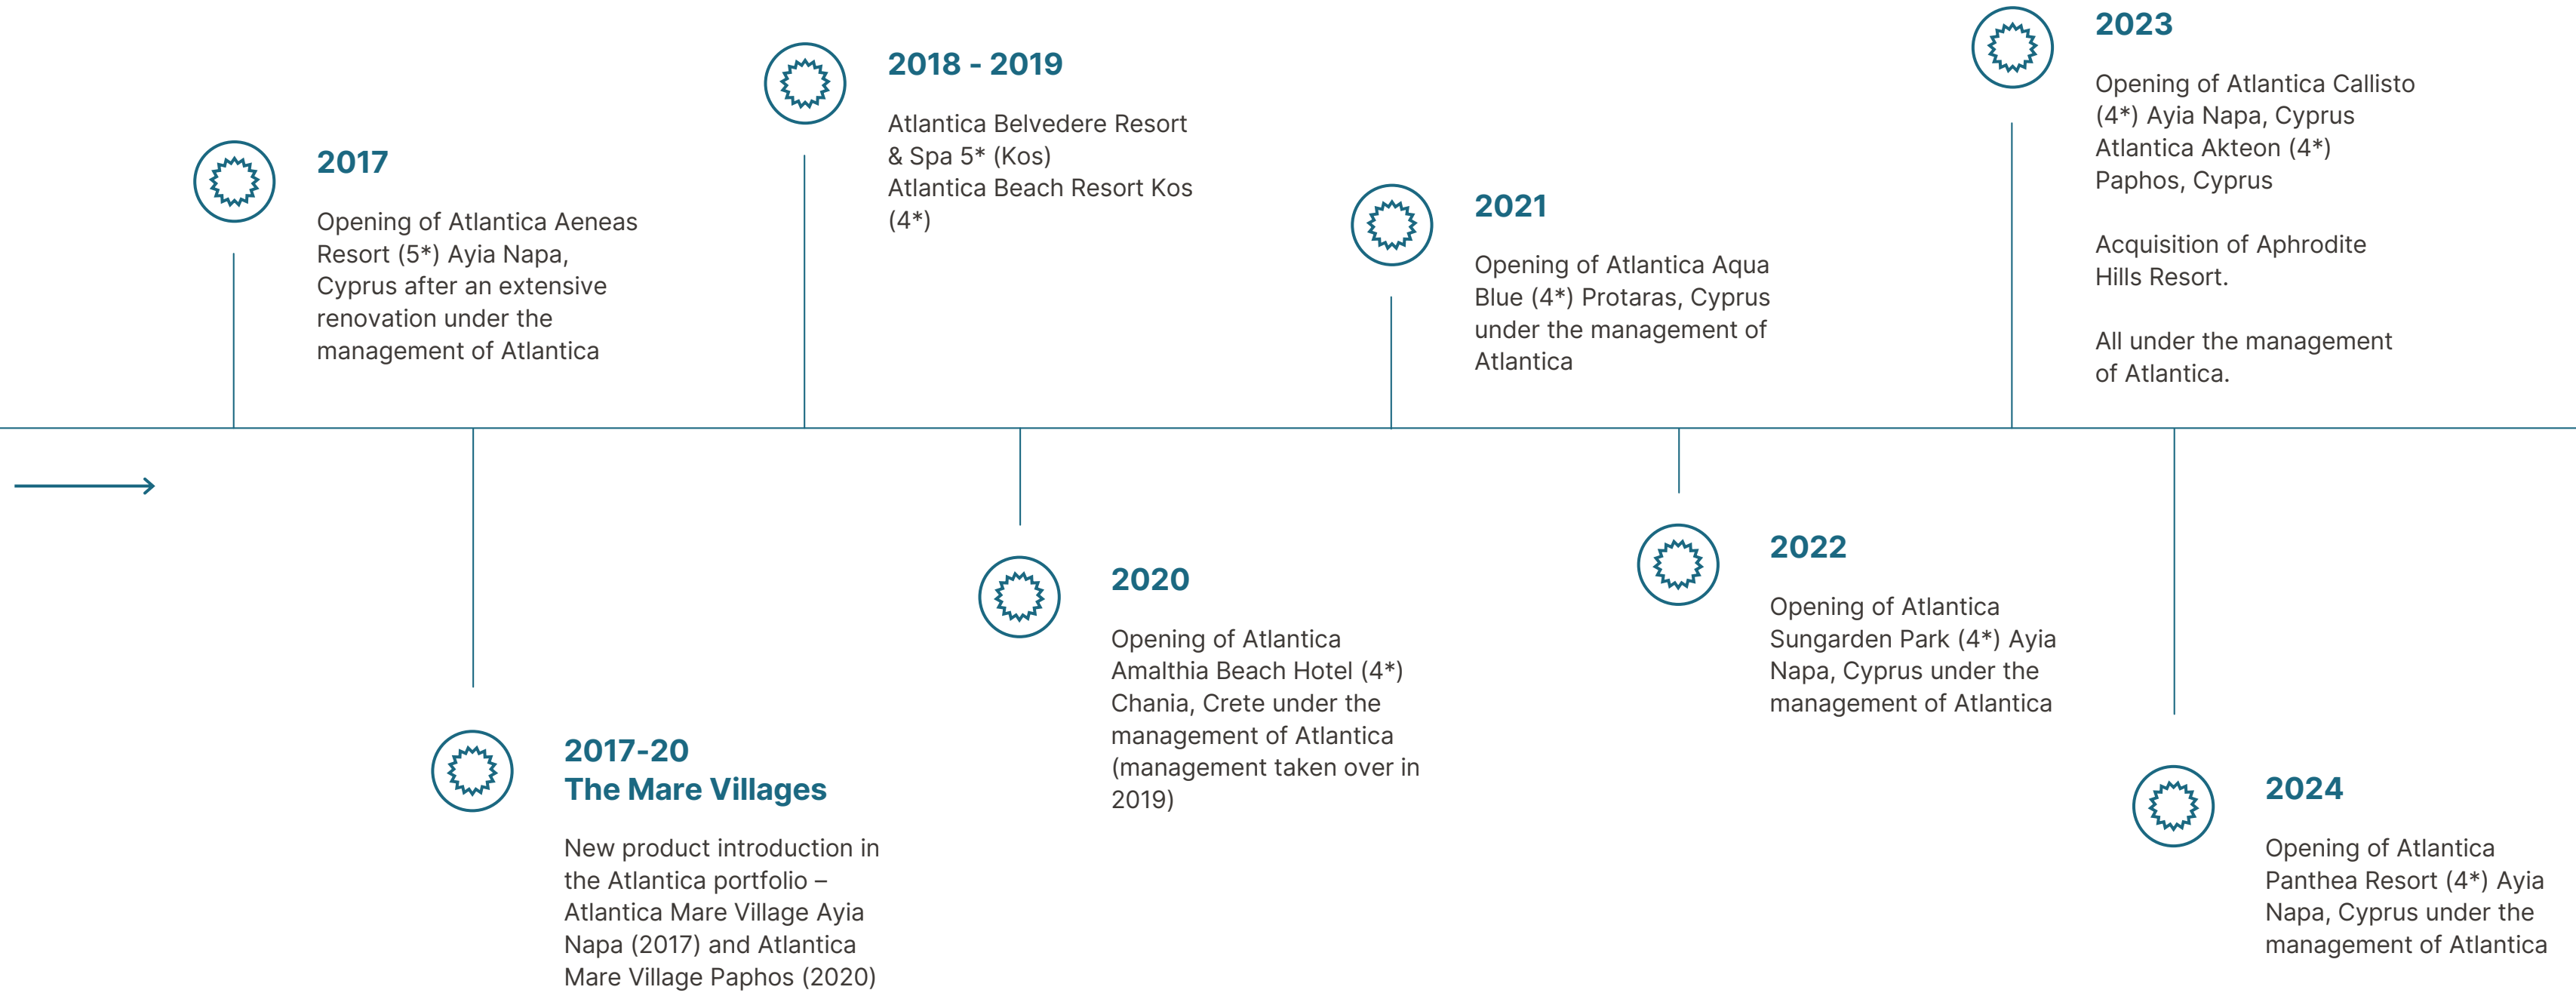 2017
Opening of Atlantica Aeneas
Resort (5*) Ayia Napa,
Cyprus after an extensive
renovation under the
management of Atlantica
2017-20
The Mare Villages
New product introduction in
the Atlantica portfolio –
Atlantica Mare Village Ayia
Napa (2017) and Atlantica
Mare Village Paphos (2020)
2018 - 2019
Atlantica Belvedere Resort
& Spa 5* (Kos)
Atlantica Beach Resort Kos
(4*)
2020
Opening of Atlantica
Amalthia Beach Hotel (4*)
Chania, Crete under the
management of Atlantica
(management taken over in
2019)
2021
Opening of Atlantica Aqua
Blue (4*) Protaras, Cyprus
under the management of
Atlantica
2022
Opening of Atlantica
Sungarden Park (4*) Ayia
Napa, Cyprus under the
management of Atlantica
2023
Opening of Atlantica Callisto
(4*) Ayia Napa, Cyprus
Atlantica Akteon (4*)
Paphos, Cyprus
Acquisition of Aphrodite
Hills Resort.
All under the management
of Atlantica.
2024
Opening of Atlantica
Panthea Resort (4*) Ayia
Napa, Cyprus under the
management of Atlantica